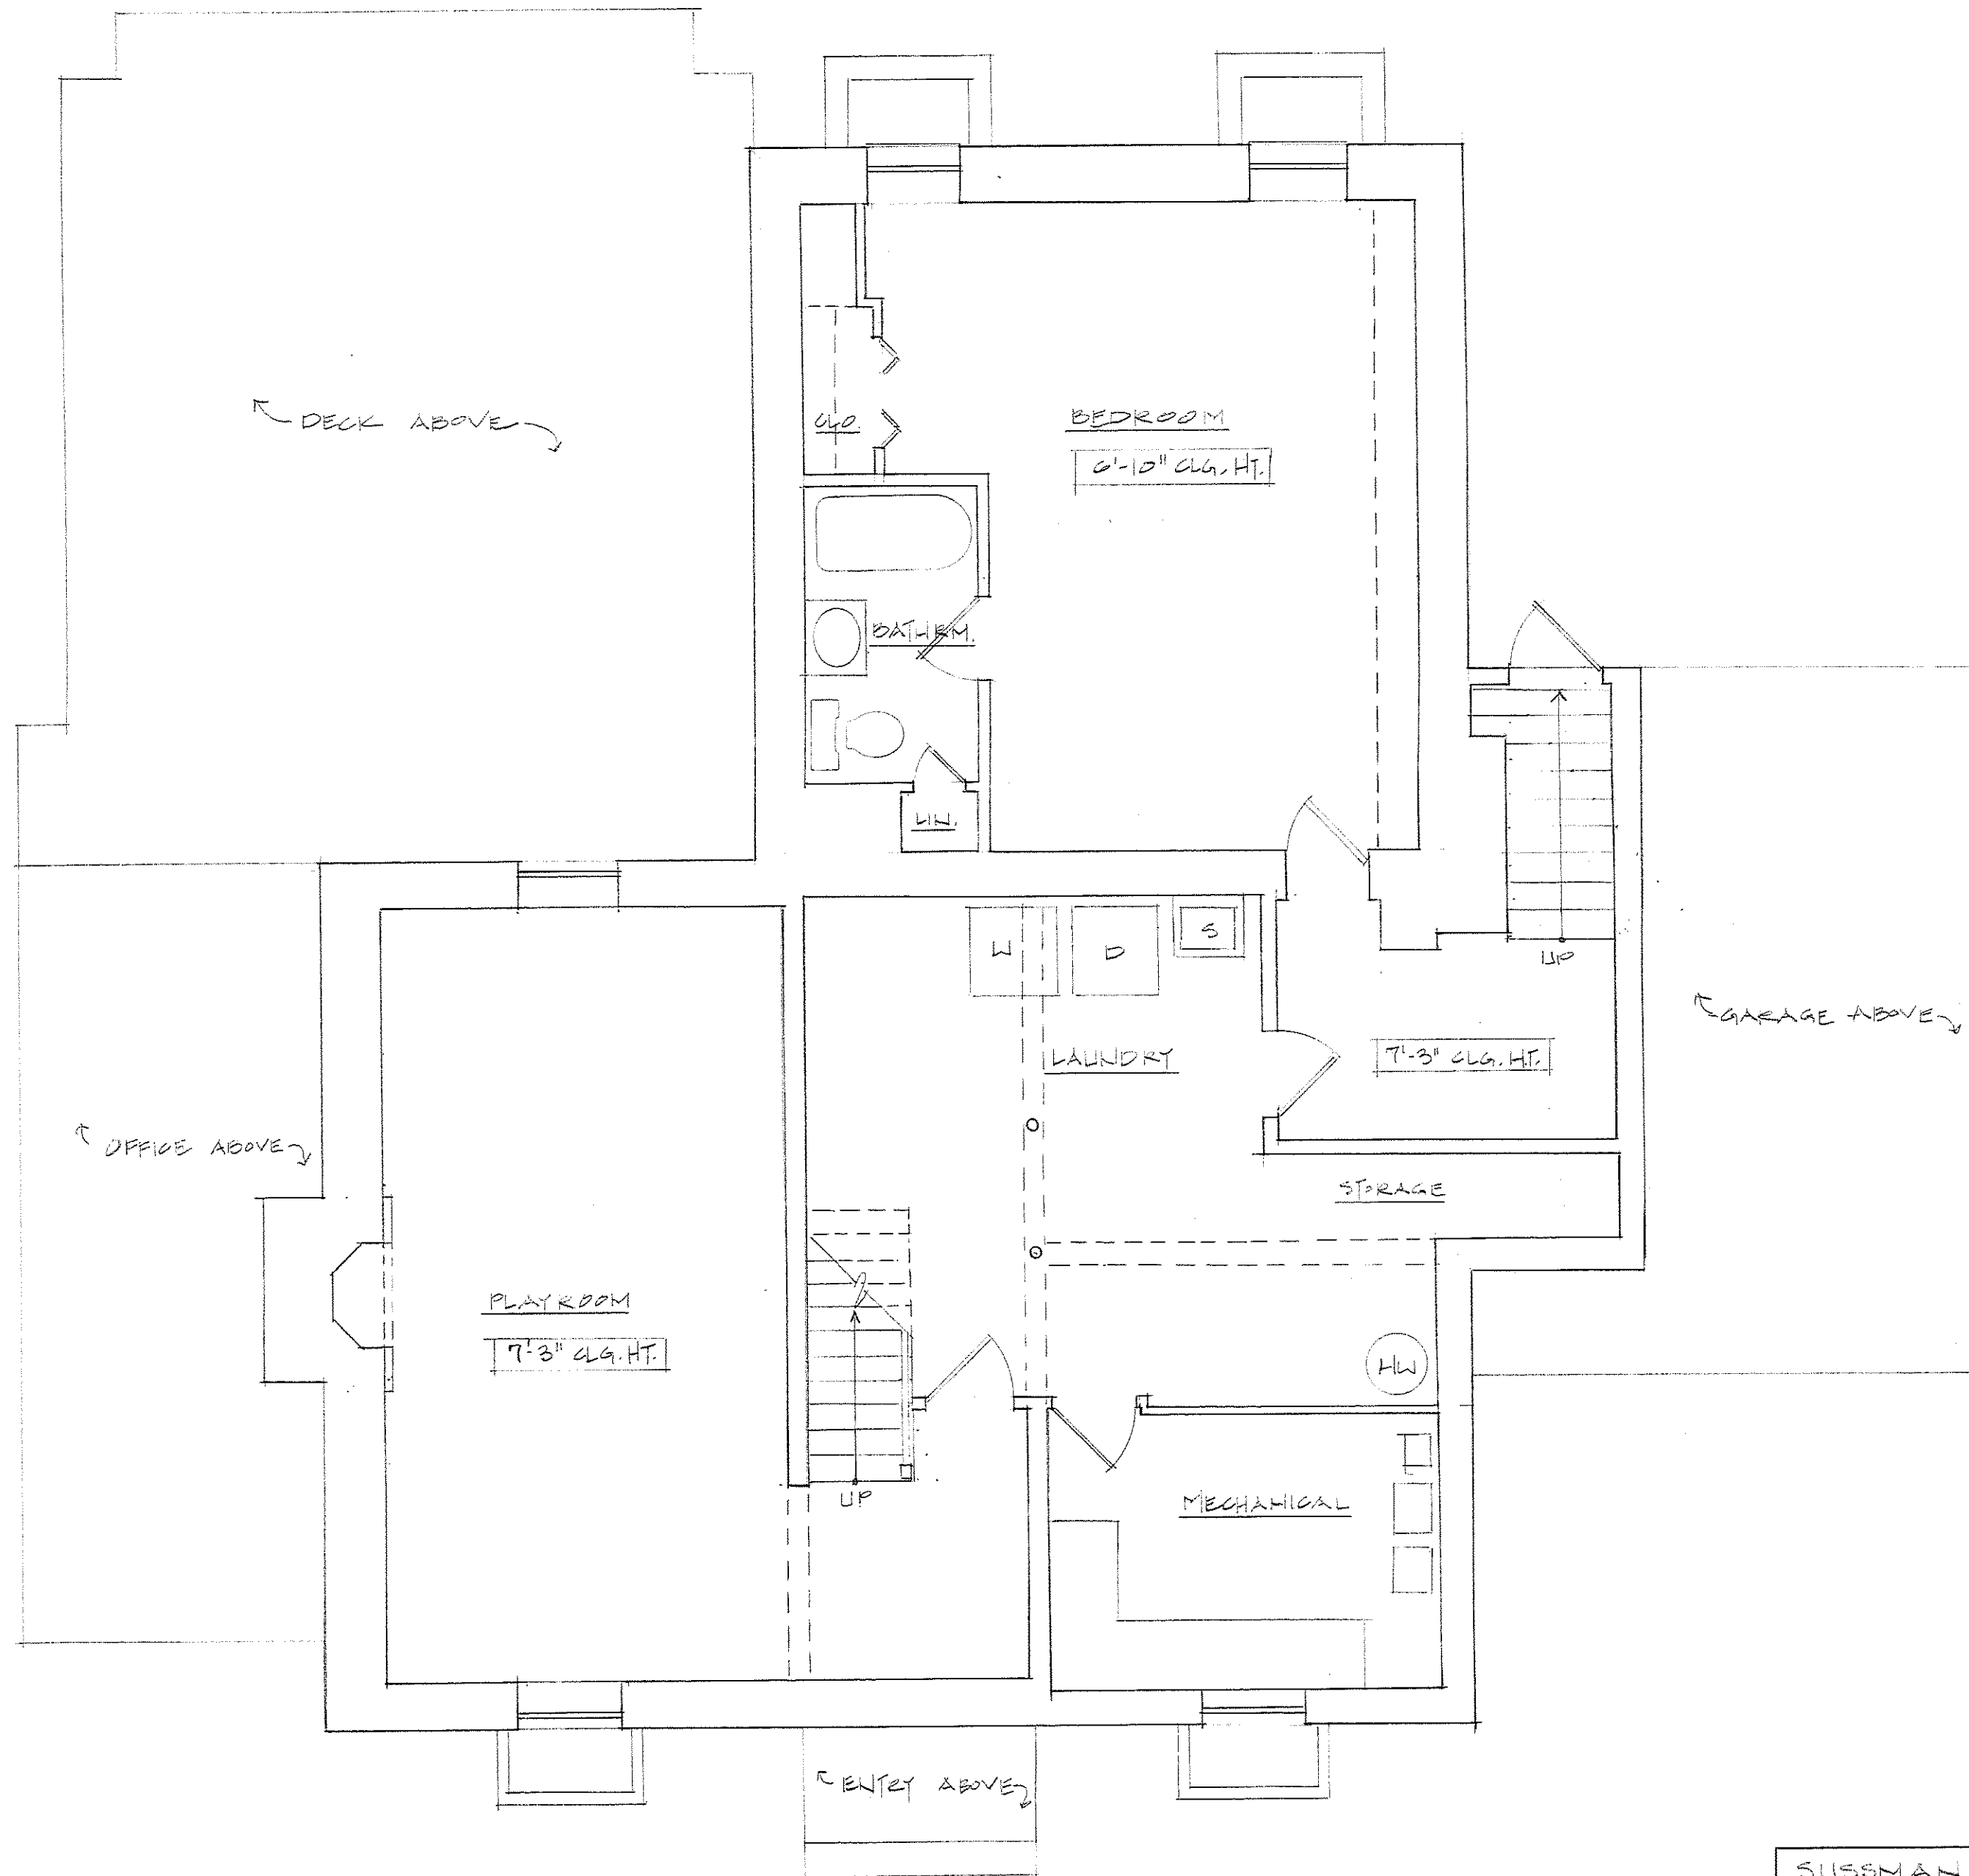 DECK ABOVE
CLO.
BEDROOM
6'-10" CLG. HT.
BATHRM.
LIN.
UP
W
D
S
GARAGE ABOVE
LAUNDRY
7'-3" CLG. HT.
OFFICE ABOVE
STORAGE
PLAYROOM
7'-3" CLG. HT.
HW
UP
MECHANICAL
ENTRY ABOVE
SUSSMAN